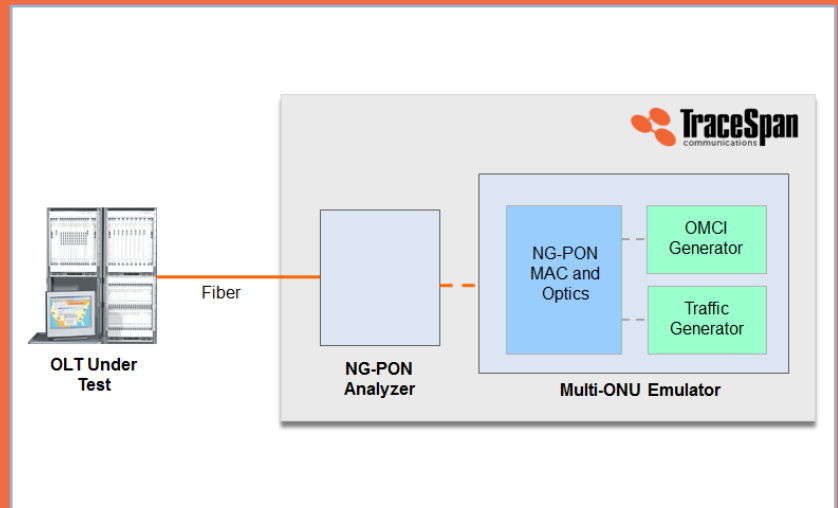 TraceSpan
communications
OMCI
Generator
NG-PON
MAC and
Optics
Fiber
Traffic
Generator
OLT Under
Test
NG-PON
Analyzer
Multi-ONU Emulator